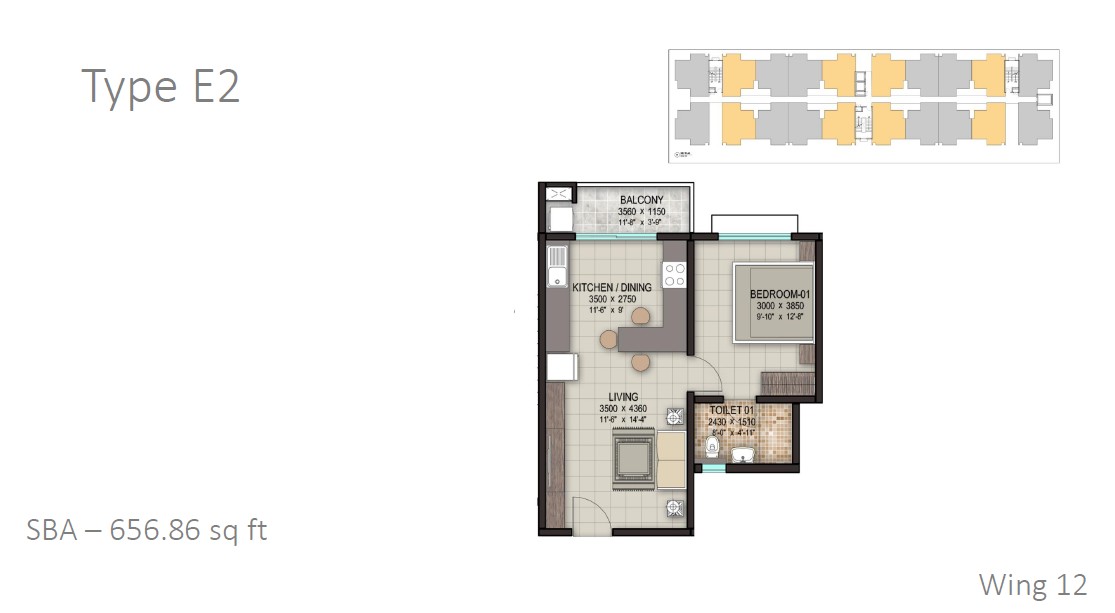 Type E2
BALCONY
3560 x 1150
11'-8" x 3'-9"
KITCHEN / DINING
3500 x 2750
11'-6" x 9'
BEDROOM-01
3000 x 3850
9'-10" x 12'-8"
LIVING
3500 x 4360
11'-6" x 14'-4"
TOILET 01
2430 x 1510
8'-0" x 4'-11"
SBA – 656.86 sq ft
Wing 12